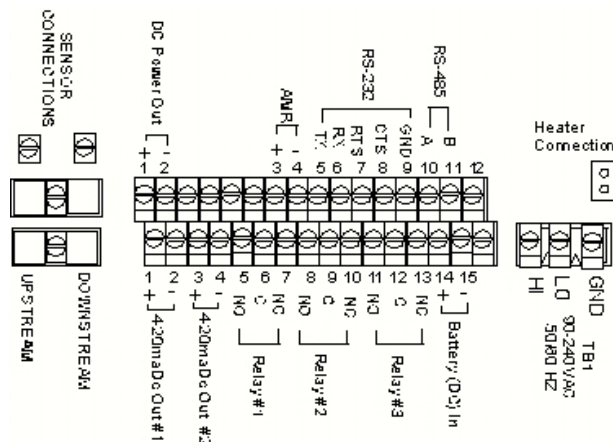 SENSOR
CONNECTIONS
DC Power Out
+ -
1 2
AMR
+ -
3 4
RS-232
TX RX RTS CTS GND
5 6 7 8 9
RS-485
A B
10 11 12
Heater
Connection
UPSTREAM
DOWNSTREAM
1 2 3 4 5 6 7 8 9 10 11 12 13 14 15
+ - + - NO C NC NO C NC NO C NC + -
4-20maDc Out #1
4-20maDc Out #2
Relay#1
Relay#2
Relay#3
Battery (DC) In
HI LO GND
TB1
90-240VAC
50/60 HZ